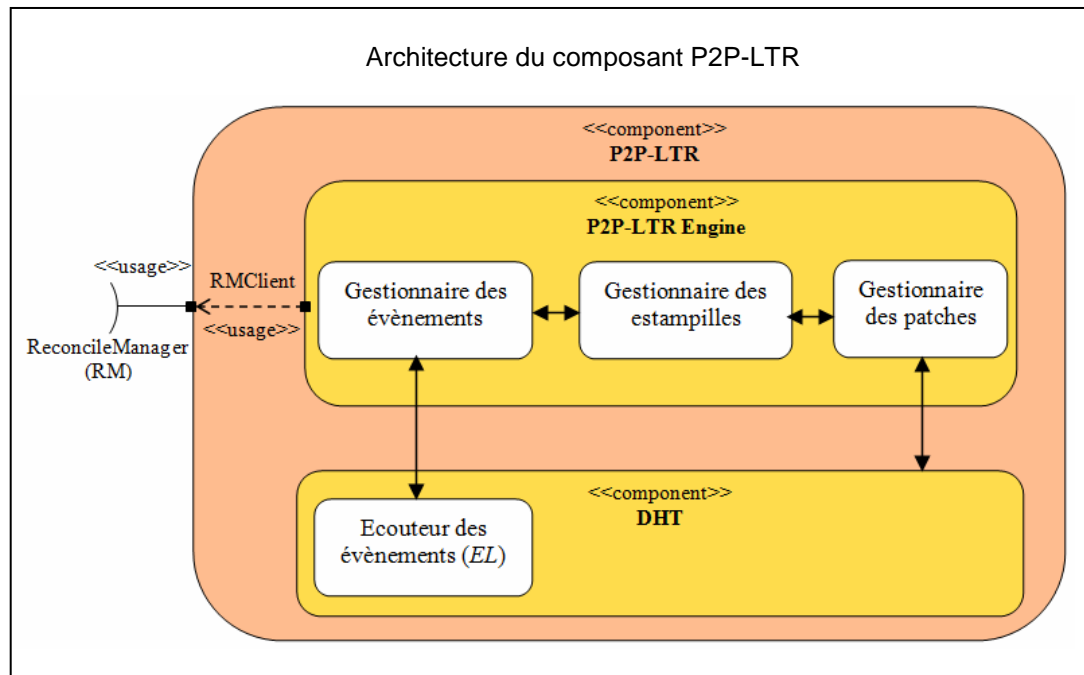 Architecture du composant P2P-LTR
<<component>>
P2P-LTR
<<component>>
P2P-LTR Engine
<<usage>>
RMClient
<<usage>>
ReconcileManager
(RM)
Gestionnaire des
évènements
Gestionnaire des
estampilles
Gestionnaire
des patches
<<component>>
DHT
Ecouteur des
évènements (EL)